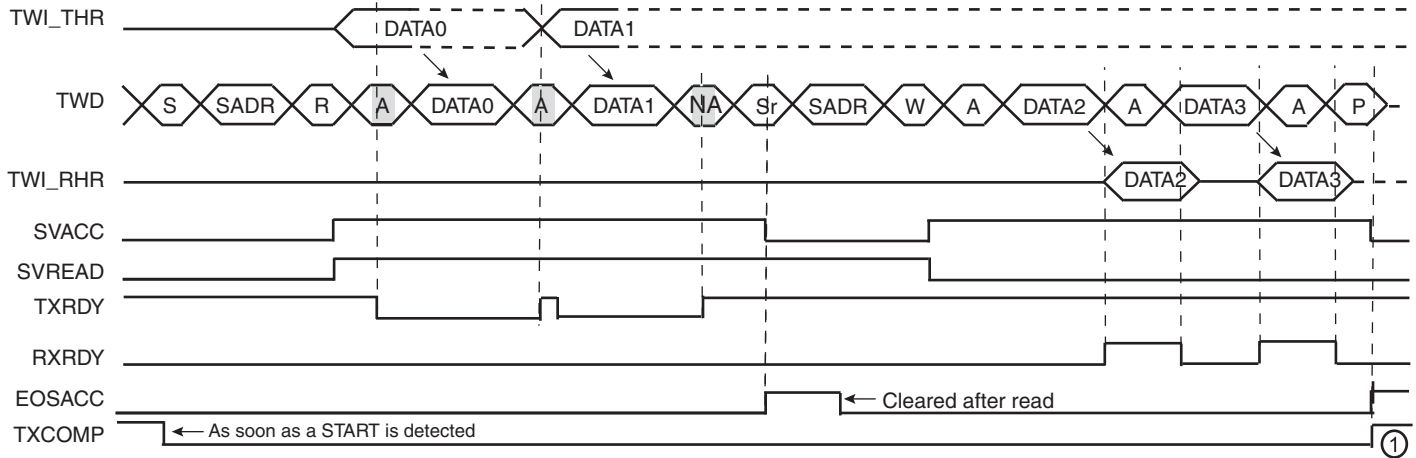 TWI_THR DATA0 DATA1
TWD S SADR R A DATA0 A DATA1 NA Sr SADR W A DATA2 A DATA3 A P
TWI_RHR DATA2 DATA3
SVACC
SVREAD
TXRDY
RXRDY
EOSACC Cleared after read
TXCOMP As soon as a START is detected 1